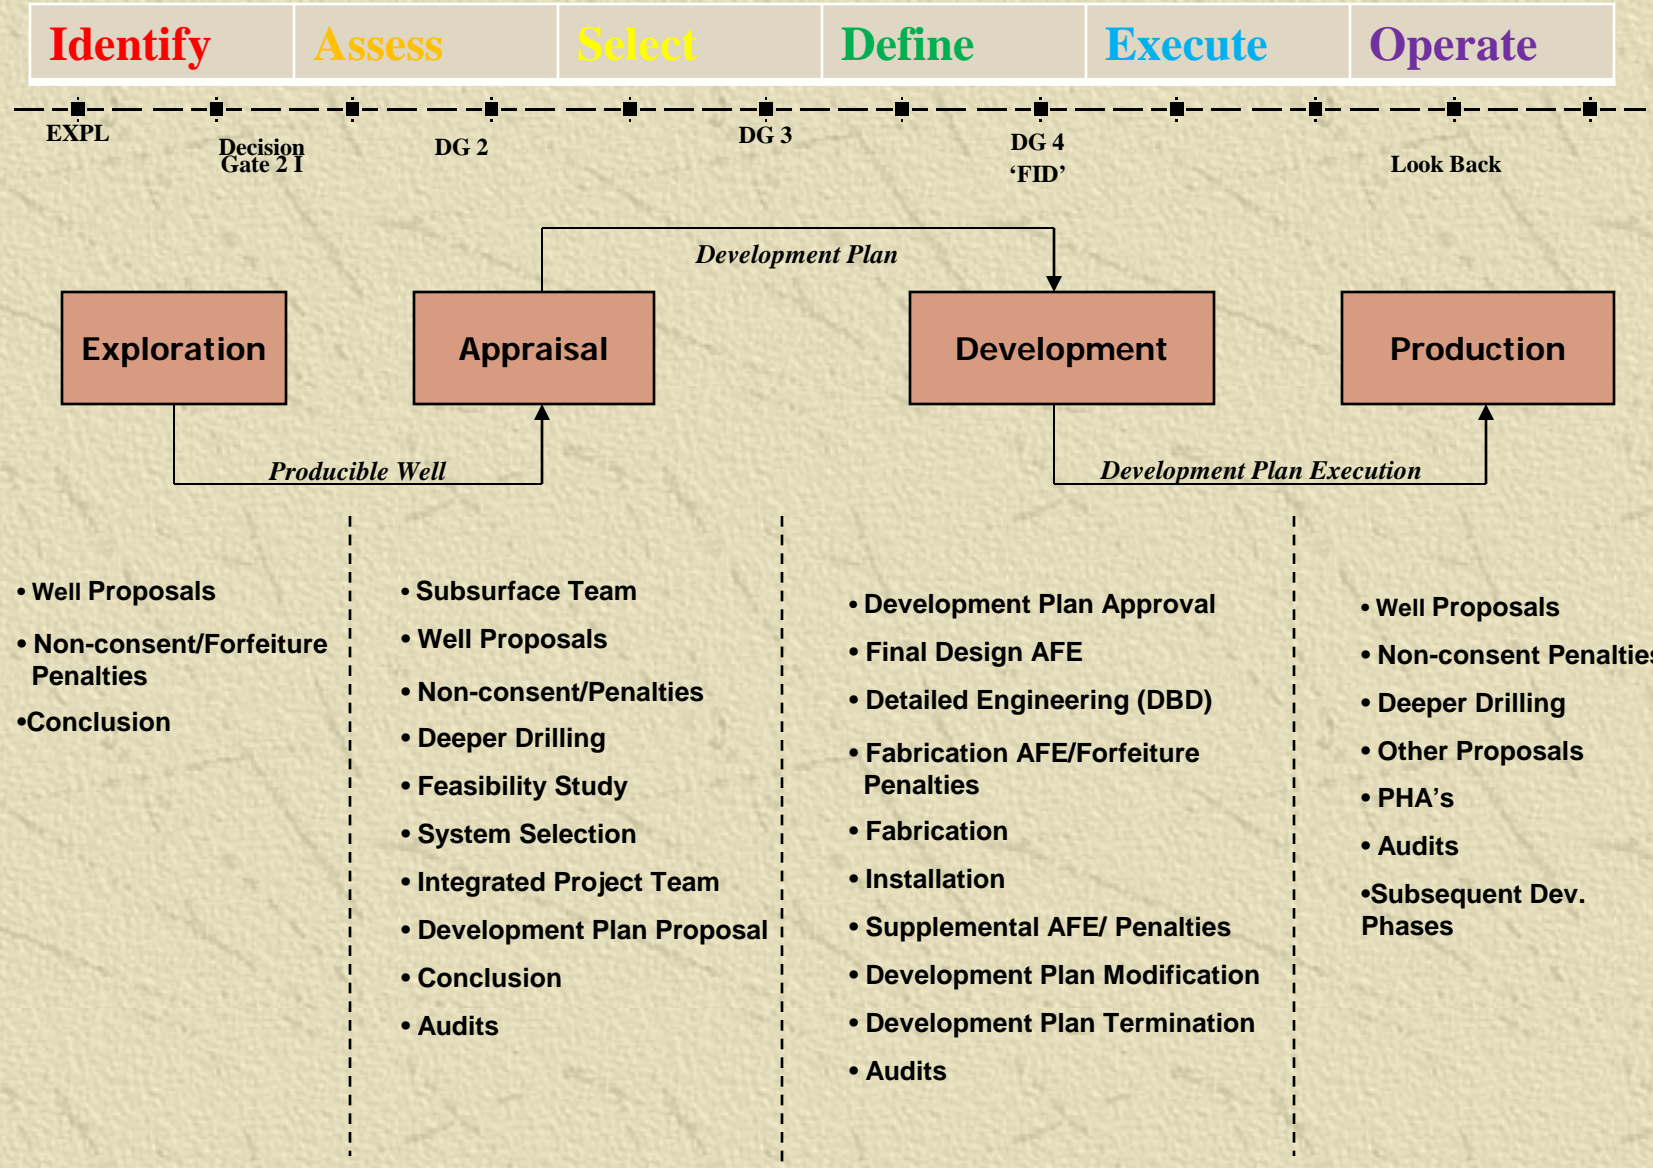 Identify Assess Select Define Execute Operate
EXPL
Decision
Gate 2 I
DG 2
DG 3
DG 4
‘FID’
Look Back
Development Plan
Exploration
Appraisal
Development
Production
Producible Well
Development Plan Execution
• Well Proposals
• Non-consent/Forfeiture
Penalties
•Conclusion
• Subsurface Team
• Well Proposals
• Non-consent/Penalties
• Deeper Drilling
• Feasibility Study
• System Selection
• Integrated Project Team
• Development Plan Proposal
• Conclusion
• Audits
• Development Plan Approval
• Final Design AFE
• Detailed Engineering (DBD)
• Fabrication AFE/Forfeiture
Penalties
• Fabrication
• Installation
• Supplemental AFE/ Penalties
• Development Plan Modification
• Development Plan Termination
• Audits
• Well Proposals
• Non-consent Penalties
• Deeper Drilling
• Other Proposals
• PHA’s
• Audits
•Subsequent Dev.
Phases